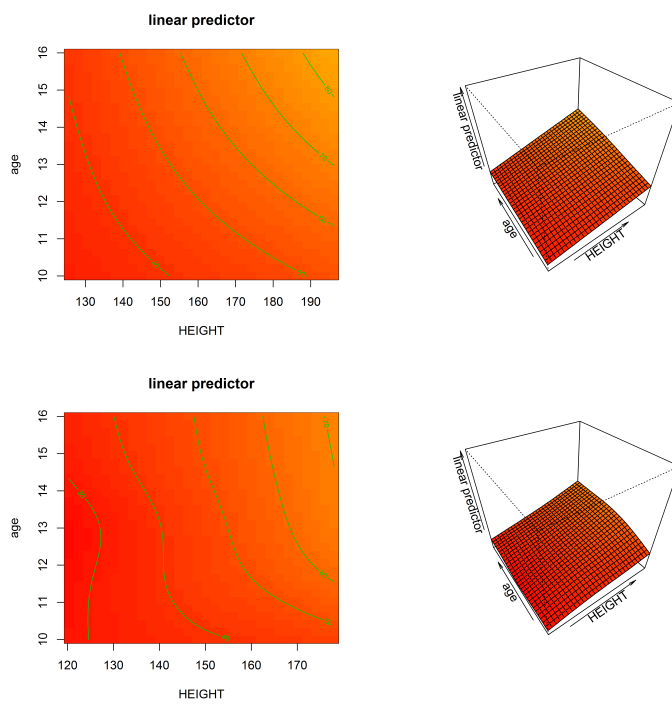 linear predictor
16
15
14
13
12
11
10
age
130 140 150 160 170 180 190
HEIGHT
linear predictor
age
HEIGHT
linear predictor
16
15
14
13
12
11
10
age
120 130 140 150 160 170
HEIGHT
linear predictor
age
HEIGHT